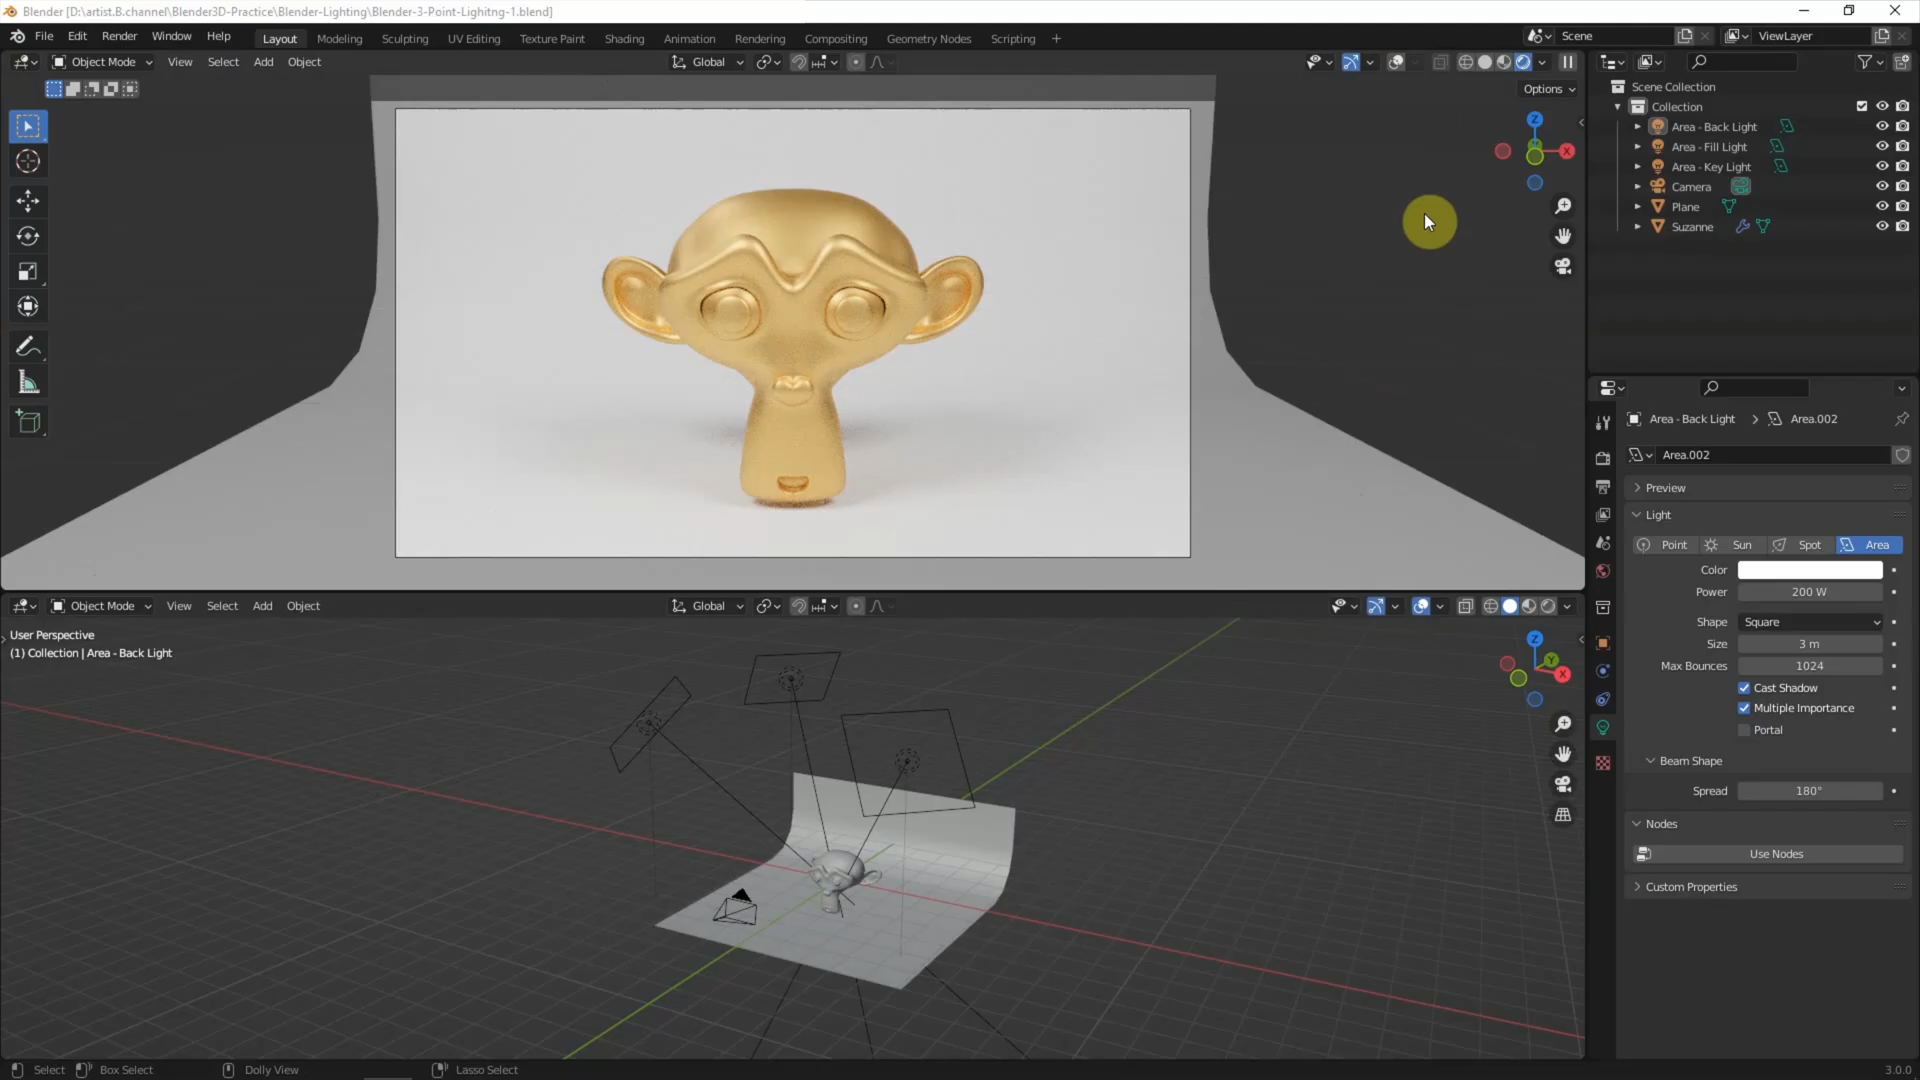 Blender [D:\artist.B.channel\Blender3D-Practice\Blender-Lighting\Blender-3-Point-Lighitng-1.blend]
File Edit Render Window Help Layout Modeling Sculpting UV Editing Texture Paint Shading Animation Rendering Compositing Geometry Nodes Scripting + Scene ViewLayer
Object Mode View Select Add Object Global
Options
Z
X
Scene Collection
Collection
Area - Back Light
Area - Fill Light
Area - Key Light
Camera
Plane
Suzanne
Area - Back Light > Area.002
Area.002
Preview
Light
Point Sun Spot Area
Color
Power 200 W
Shape Square
Size 3 m
Max Bounces 1024
Cast Shadow
Multiple Importance
Portal
Beam Shape
Spread 180°
Nodes
Use Nodes
Custom Properties
Object Mode View Select Add Object Global
User Perspective
(1) Collection | Area - Back Light
Z
Y
X
Select Box Select Dolly View Lasso Select 3.0.0